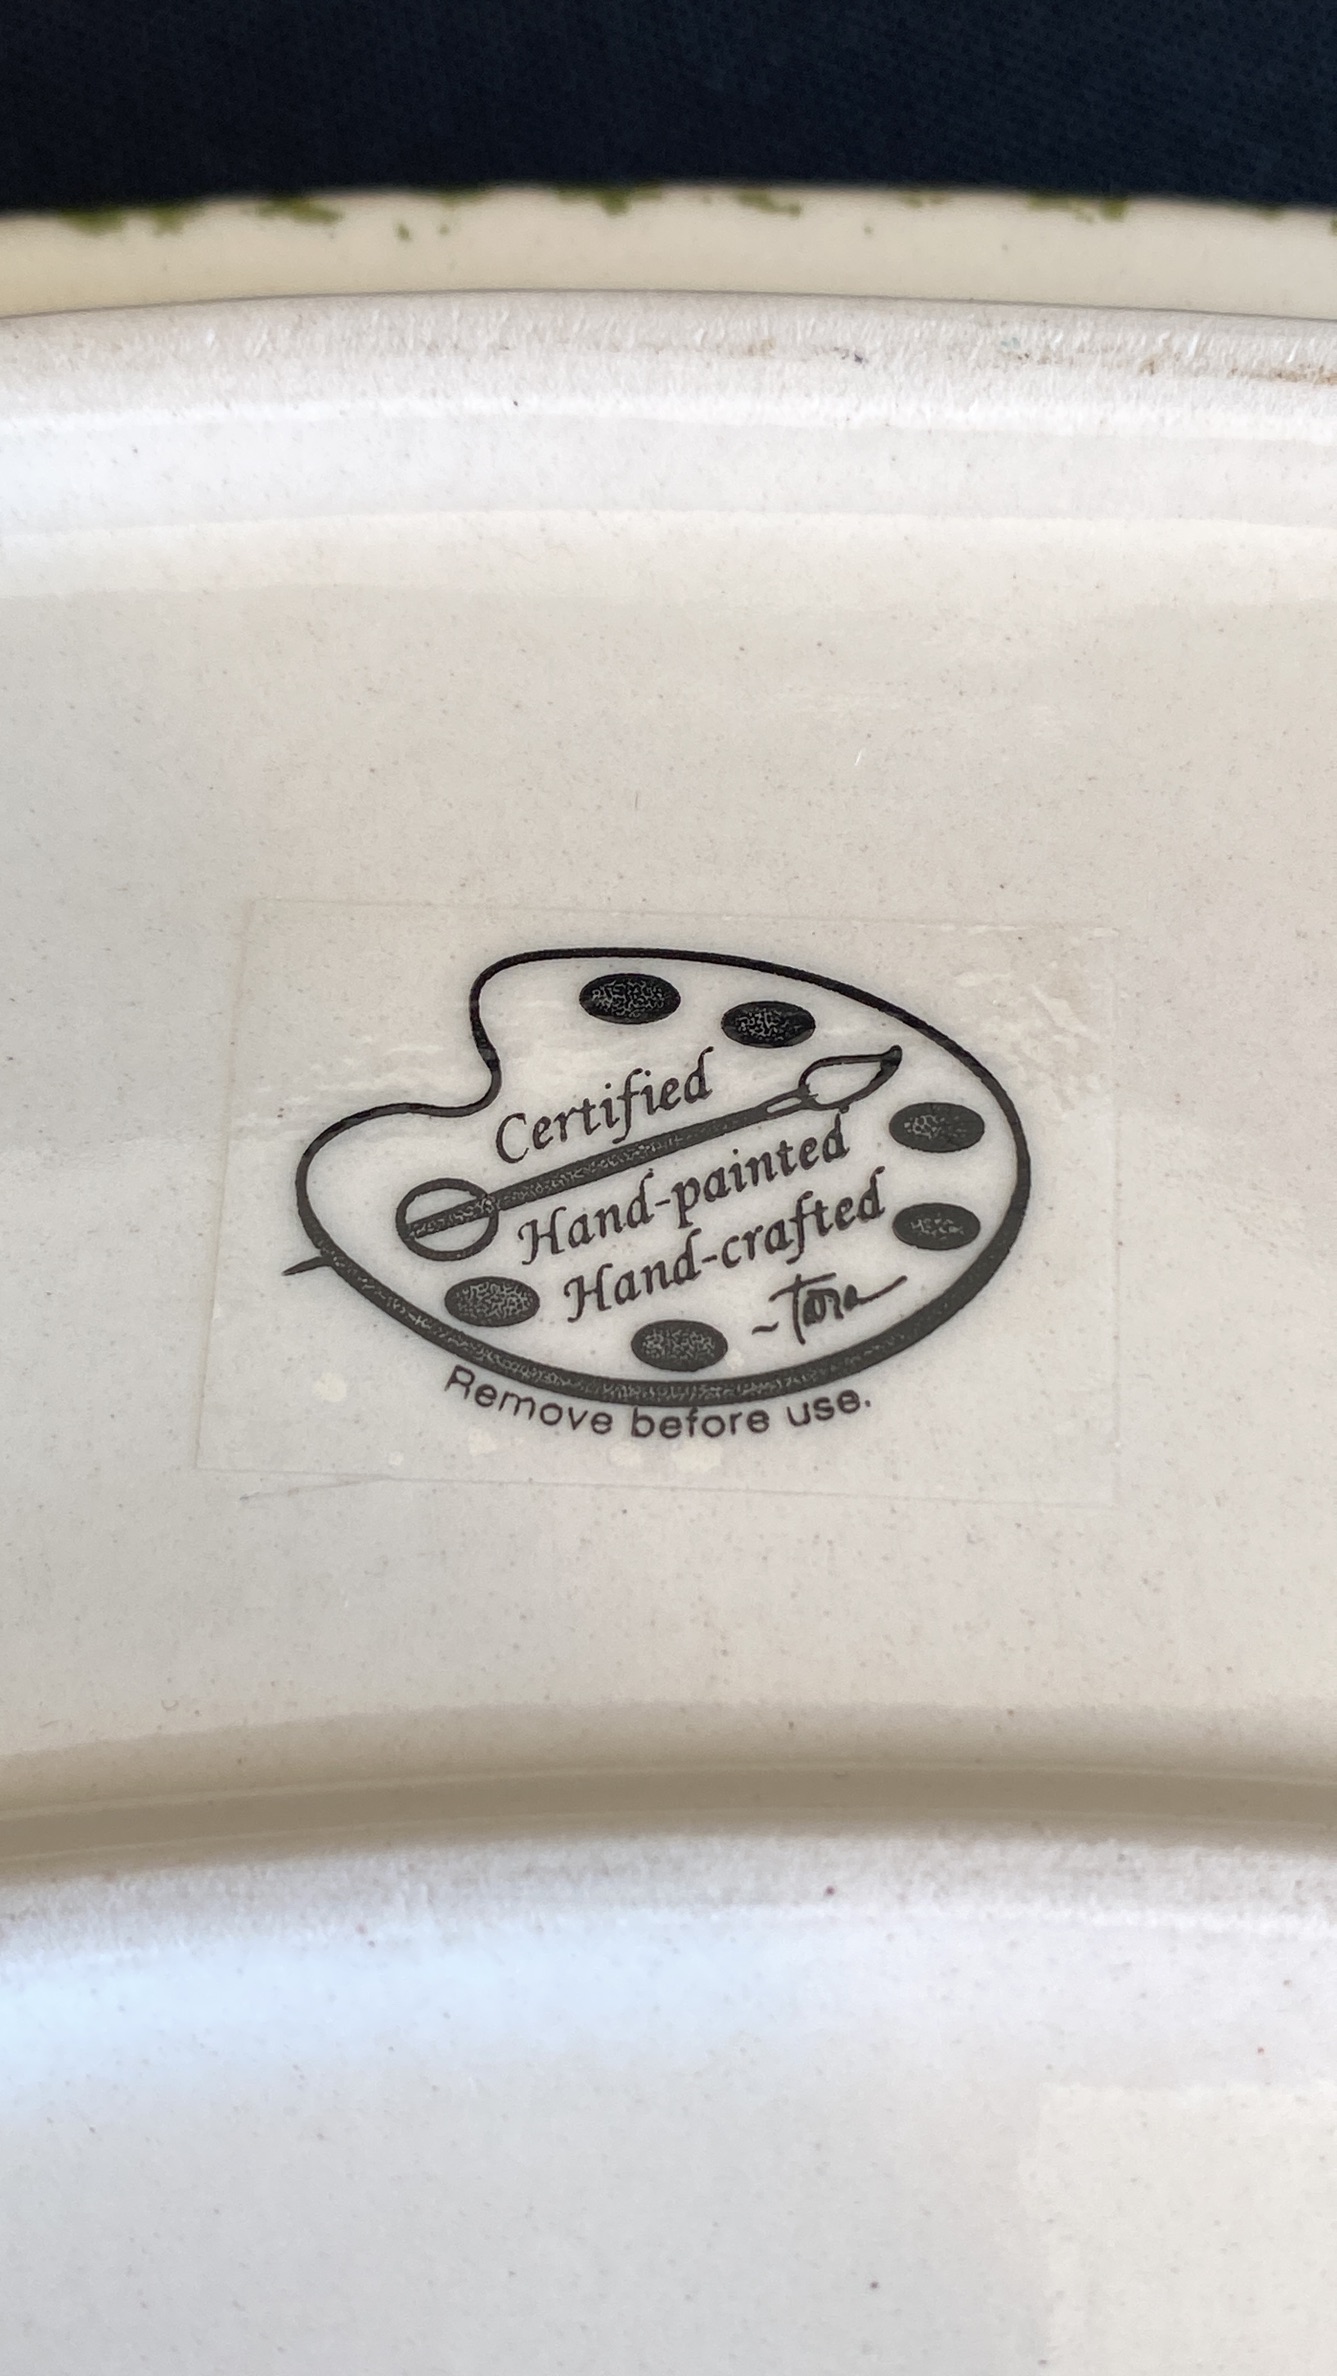 Certified
Hand-painted
Hand-crafted
~Tara
Remove before use.